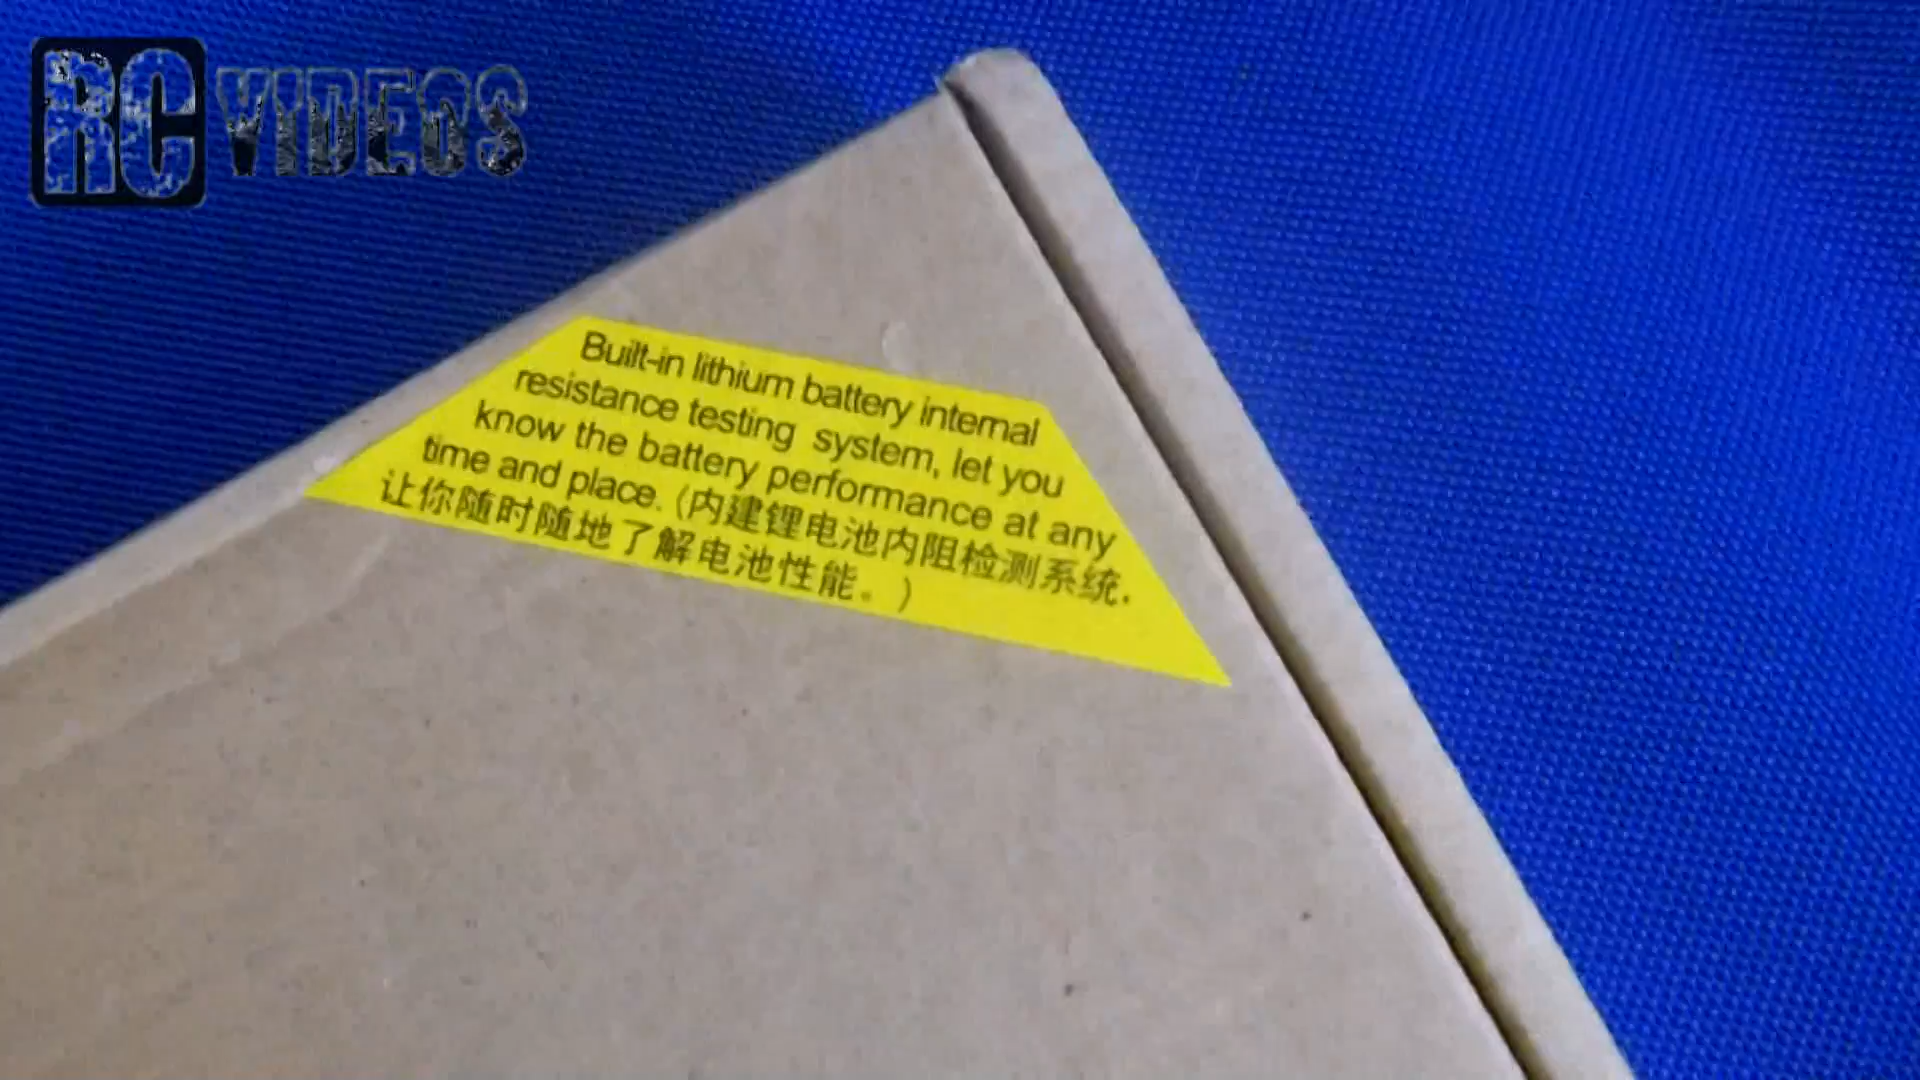 RC VIDEOS
Built-in lithium battery internal
resistance testing system, let you
know the battery performance at any
time and place. (内建锂电池内阻检测系统.
让你随时随地了解电池性能。)